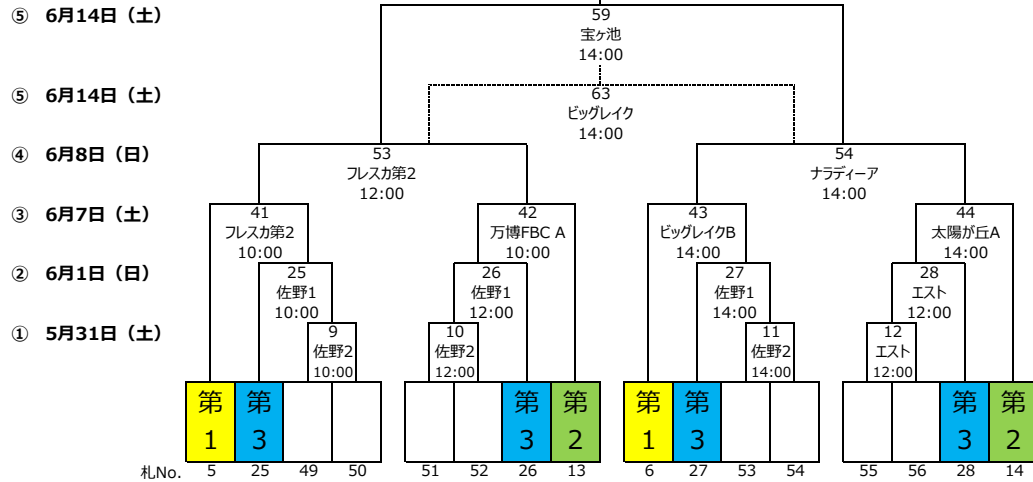 ⑤ 6月14日（土）
59
宝ヶ池
14:00
⑤ 6月14日（土）
63
ビッグレイク
14:00
④ 6月8日（日）
53
フレスカ第2
12:00
54
ナラディーア
14:00
③ 6月7日（土）
41
フレスカ第2
10:00
42
万博FBC A
10:00
43
ビッグレイクB
14:00
44
太陽が丘A
14:00
② 6月1日（日）
25
佐野1
10:00
26
佐野1
12:00
27
佐野1
14:00
28
エスト
12:00
① 5月31日（土）
9
佐野2
10:00
10
佐野2
12:00
11
佐野2
14:00
12
エスト
12:00
第1 第3 第3 第2 第1 第3 第3 第2
札No. 5 25 49 50 51 52 26 13 6 27 53 54 55 56 28 14